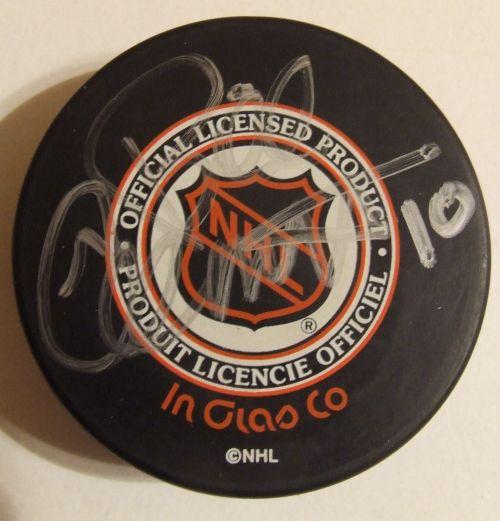 OFFICIAL LICENSED PRODUCT
NHL
®
• PRODUIT LICENCIE OFFICIEL •
10
In Glas Co
©NHL